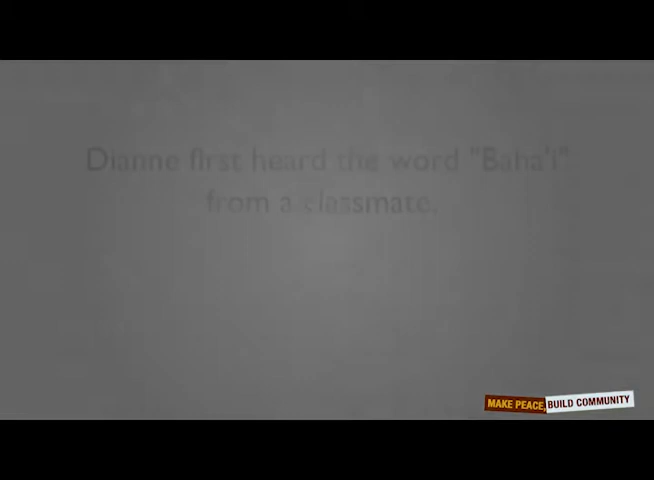 Dianne first heard the word "Baha'i"
from a classmate.
MAKE PEACE, BUILD COMMUNITY